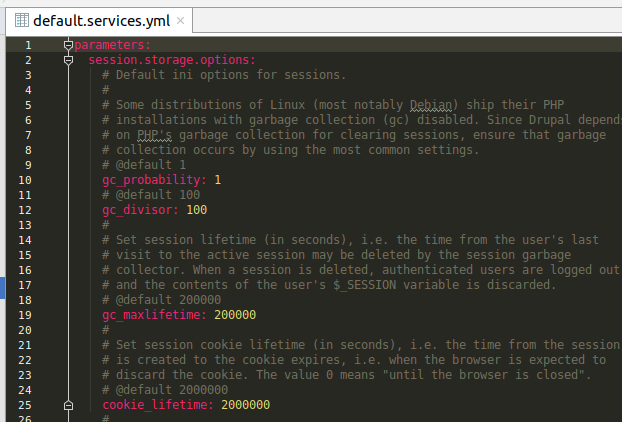 default.services.yml ×
1 parameters:
2 session.storage.options:
3 # Default ini options for sessions.
4 #
5 # Some distributions of Linux (most notably Debian) ship their PHP
6 # installations with garbage collection (gc) disabled. Since Drupal depends
7 # on PHP's garbage collection for clearing sessions, ensure that garbage
8 # collection occurs by using the most common settings.
9 # @default 1
10 gc_probability: 1
11 # @default 100
12 gc_divisor: 100
13 #
14 # Set session lifetime (in seconds), i.e. the time from the user's last
15 # visit to the active session may be deleted by the session garbage
16 # collector. When a session is deleted, authenticated users are logged out
17 # and the contents of the user's $_SESSION variable is discarded.
18 # @default 200000
19 gc_maxlifetime: 200000
20 #
21 # Set session cookie lifetime (in seconds), i.e. the time from the session
22 # is created to the cookie expires, i.e. when the browser is expected to
23 # discard the cookie. The value 0 means "until the browser is closed".
24 # @default 2000000
25 cookie_lifetime: 2000000
26 #